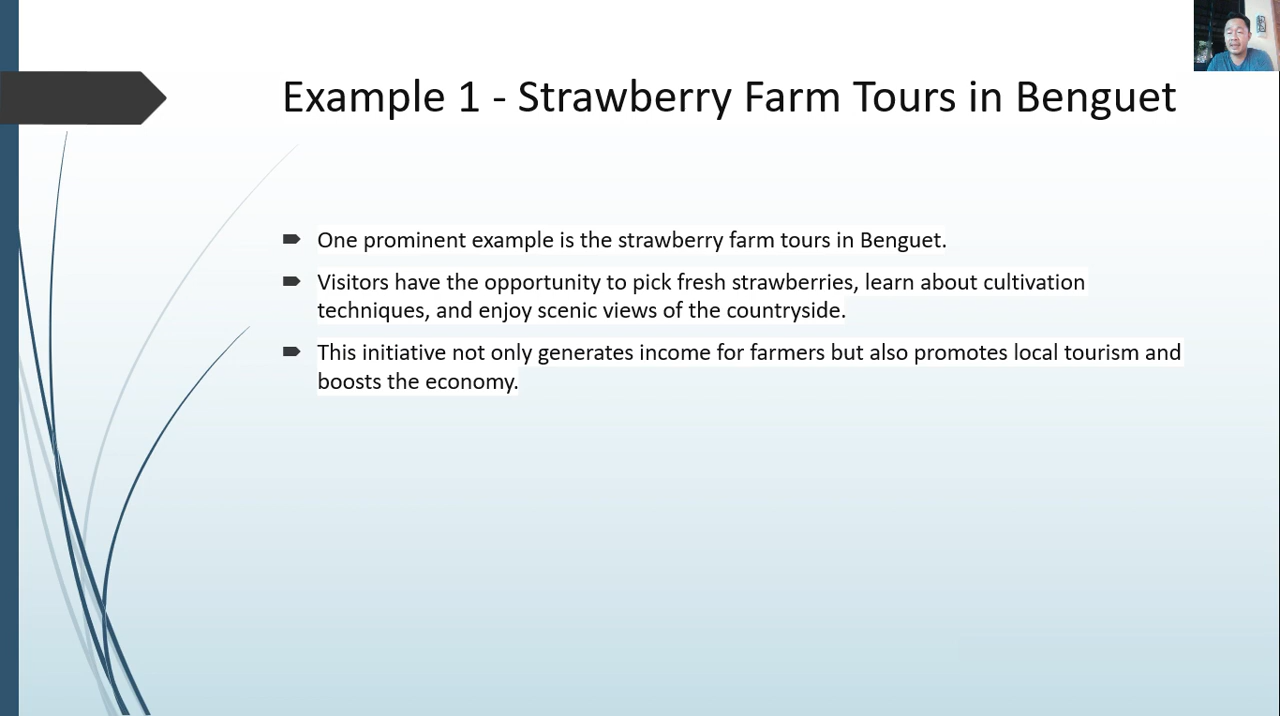 Example 1 - Strawberry Farm Tours in Benguet
One prominent example is the strawberry farm tours in Benguet.
Visitors have the opportunity to pick fresh strawberries, learn about cultivation
techniques, and enjoy scenic views of the countryside.
This initiative not only generates income for farmers but also promotes local tourism and
boosts the economy.